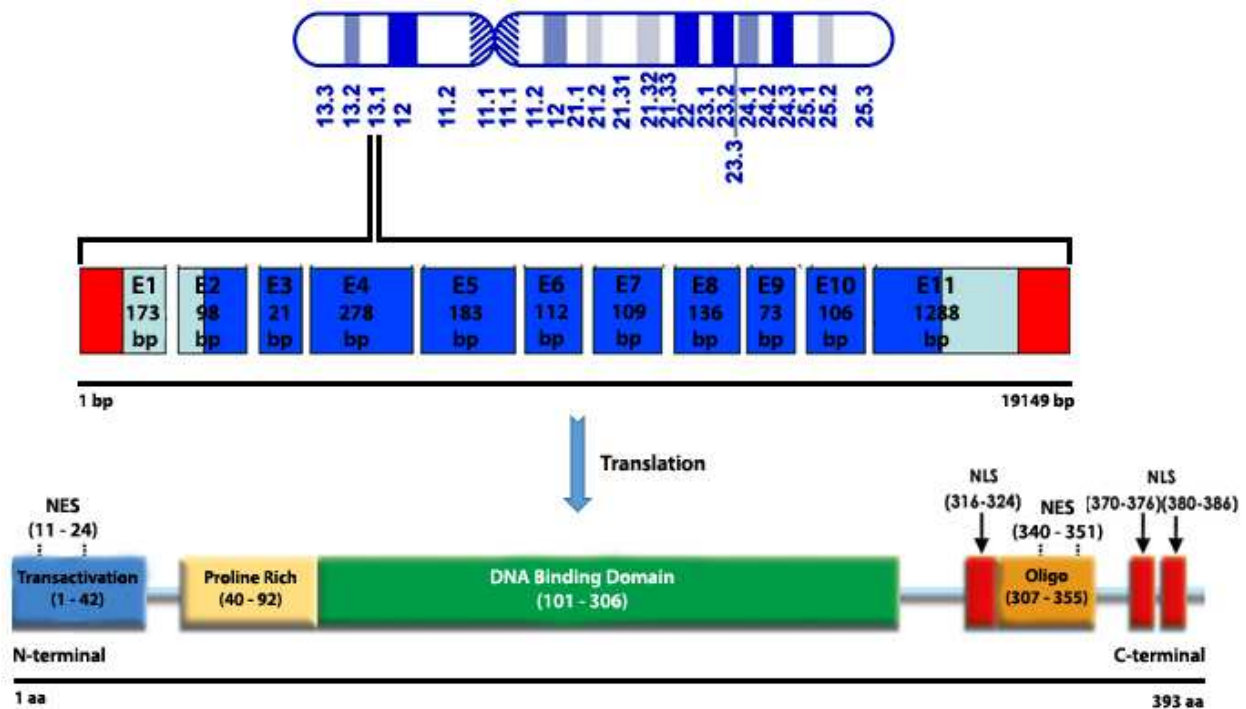 13.3 13.2 13.1 12 11.2 11.1 11.1 11.2 12 21.1 21.2 21.31 21.32 21.33 22 23.1 23.2 24.1 24.2 24.3 25.1 25.2 25.3
23.3
E1 E2 E3 E4 E5 E6 E7 E8 E9 E10 E11
173 98 21 278 183 112 109 136 73 106 1288
bp bp bp bp bp bp bp bp bp bp bp
1 bp 19149 bp
Translation
NLS NLS
NES (316-324) NES (370-376)(380-386)
(11 - 24) (340 - 351)
Transactivation Proline Rich DNA Binding Domain Oligo
(1 - 42) (40 - 92) (101 - 306) (307 - 355)
N-terminal C-terminal
1 aa 393 aa